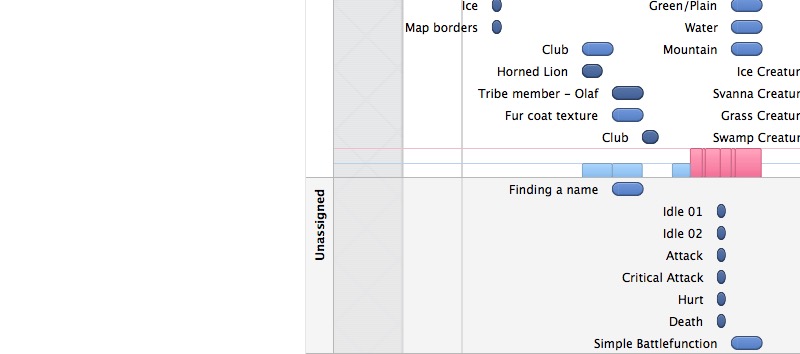 Ice
Green/Plain
Map borders
Water
Club
Mountain
Horned Lion
Ice Creatur
Tribe member - Olaf
Svanna Creatur
Fur coat texture
Grass Creatur
Club
Swamp Creatur
Unassigned
Finding a name
Idle 01
Idle 02
Attack
Critical Attack
Hurt
Death
Simple Battlefunction